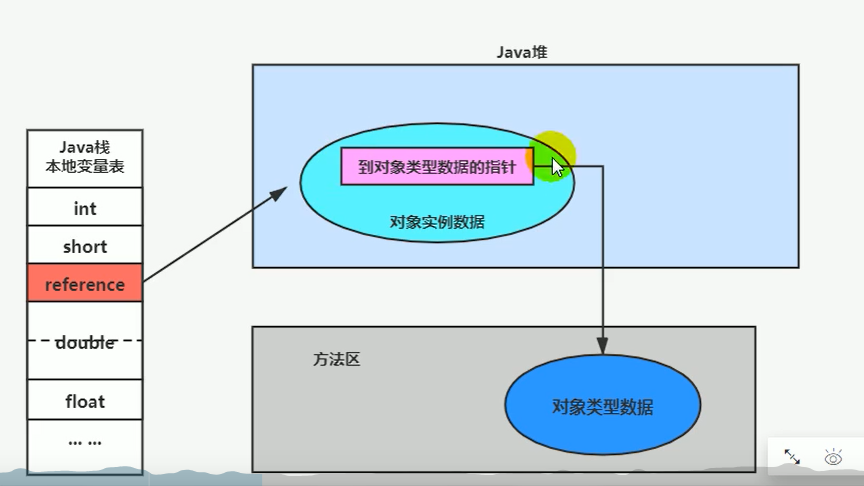 Java堆
Java栈
本地变量表
int
short
reference
double
float
... ...
到对象类型数据的指针
对象实例数据
方法区
对象类型数据